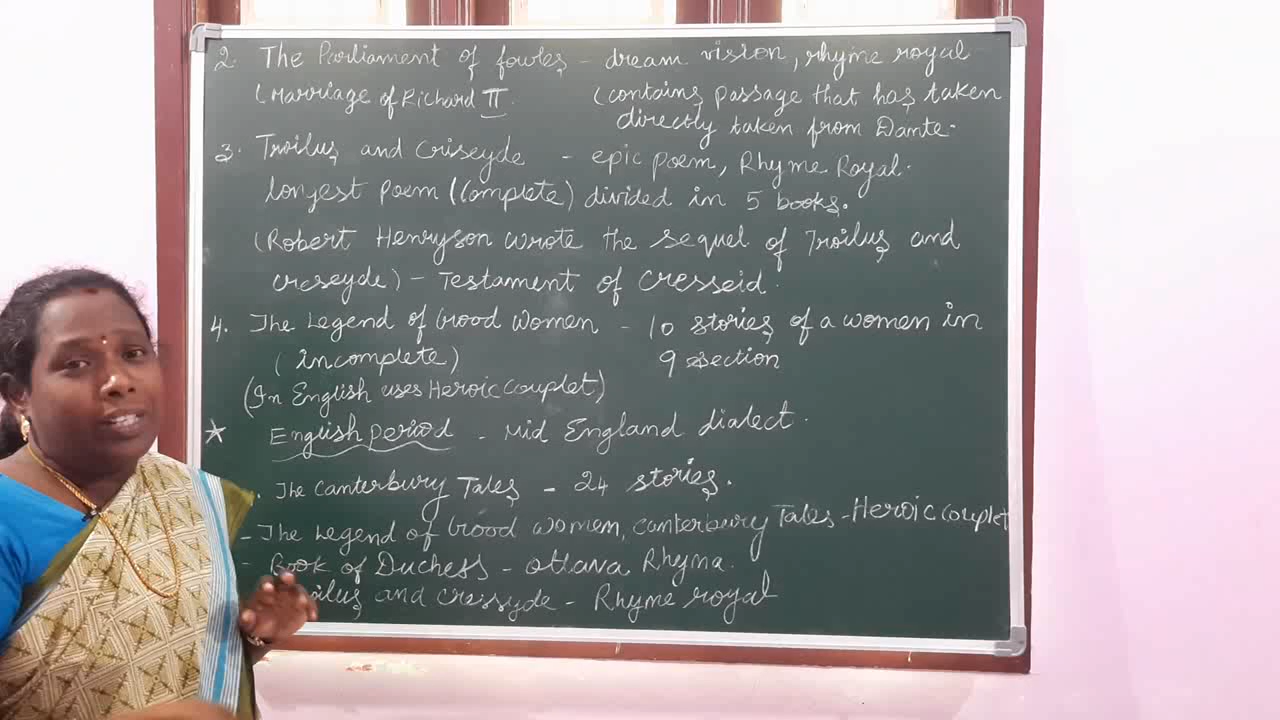 2. The Parliament of fowles - dream vision, rhyme royal
(Marriage of Richard II. (contains passage that has taken
directly taken from Dante.
3. Troilus and Criseyde - epic poem, Rhyme Royal.
longest poem (Complete) divided in 5 books.
(Robert Henryson wrote the sequel of Troilus and
creseyde) - Testament of Cresseid.
4. The Legend of Good Women - 10 stories of a women in
(incomplete) 9 section
(In English uses Heroic Couplet)
English period - Mid England dialect.
The Canterbury Tales - 24 stories.
- The Legend of Good Women, Canterbury Tales - Heroic Couplet
- Book of Duchess - Ottava Rhyma.
and cressyde - Rhyme royal